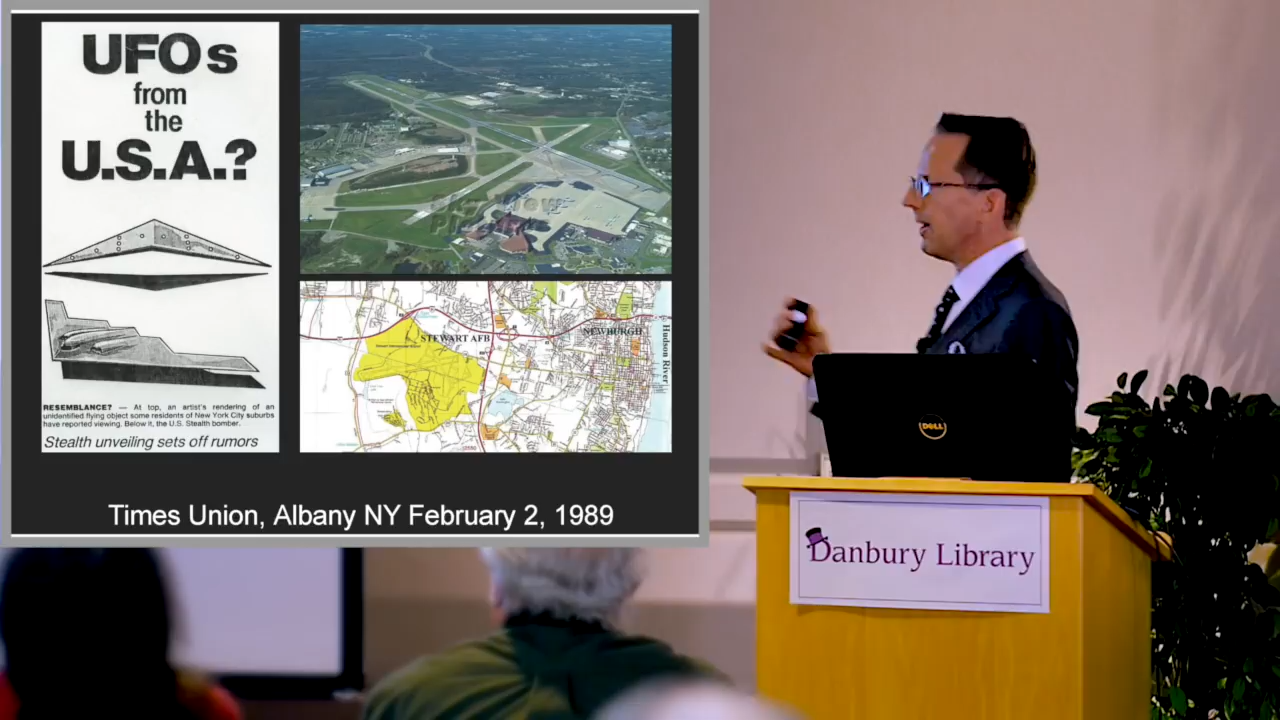 UFOs
from
the
U.S.A.?
RESEMBLANCE? — At top, an artist's rendering of an
unidentified flying object some residents of New York City suburbs
have reported viewing. Below it, the U.S. Stealth bomber.
Stealth unveiling sets off rumors
STEWART AFB
NEWBURGH
Hudson River
Times Union, Albany NY February 2, 1989
DELL
Danbury Library